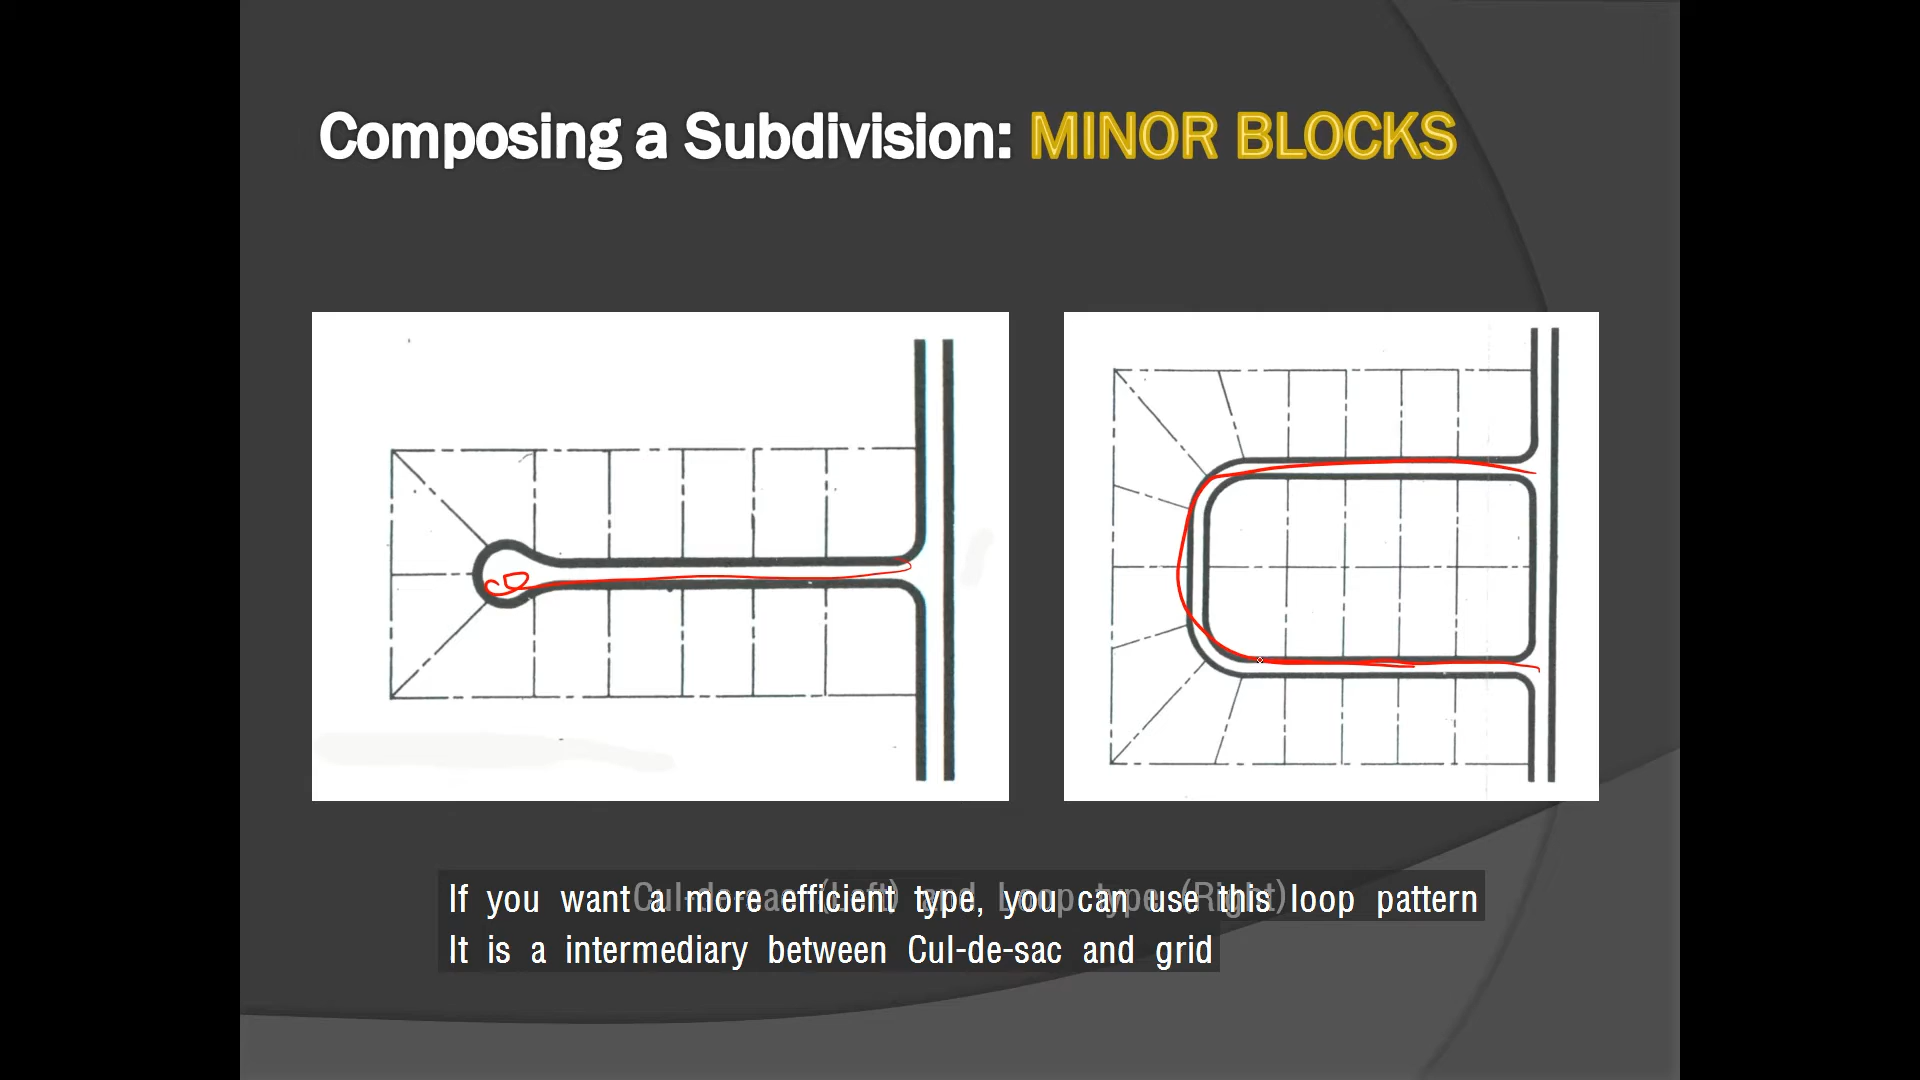 Composing a Subdivision: MINOR BLOCKS
Cul-de-sac (Left) and Loop type (Right)
If you want a more efficient type, you can use this loop pattern
It is a intermediary between Cul-de-sac and grid